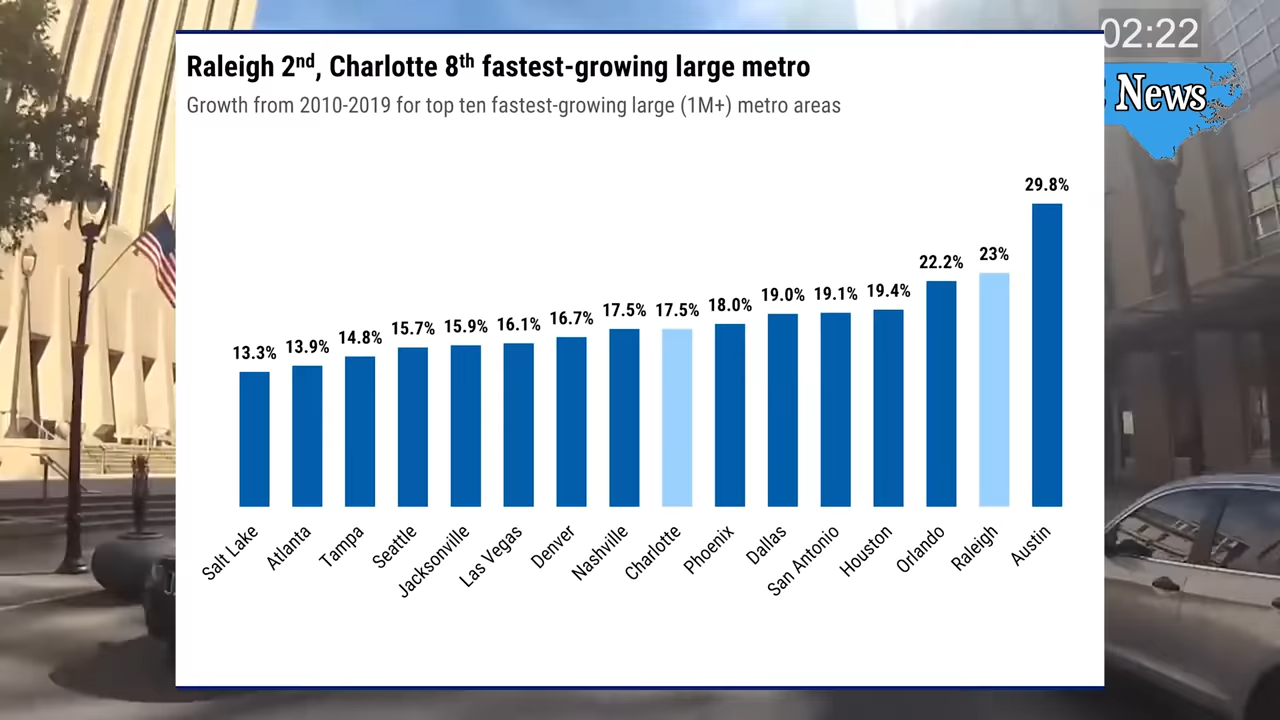 02:22
News
Raleigh 2nd, Charlotte 8th fastest-growing large metro
Growth from 2010-2019 for top ten fastest-growing large (1M+) metro areas
13.3%
13.9%
14.8%
15.7%
15.9%
16.1%
16.7%
17.5%
17.5%
18.0%
19.0%
19.1%
19.4%
22.2%
23%
29.8%
Salt Lake
Atlanta
Tampa
Seattle
Jacksonville
Las Vegas
Denver
Nashville
Charlotte
Phoenix
Dallas
San Antonio
Houston
Orlando
Raleigh
Austin